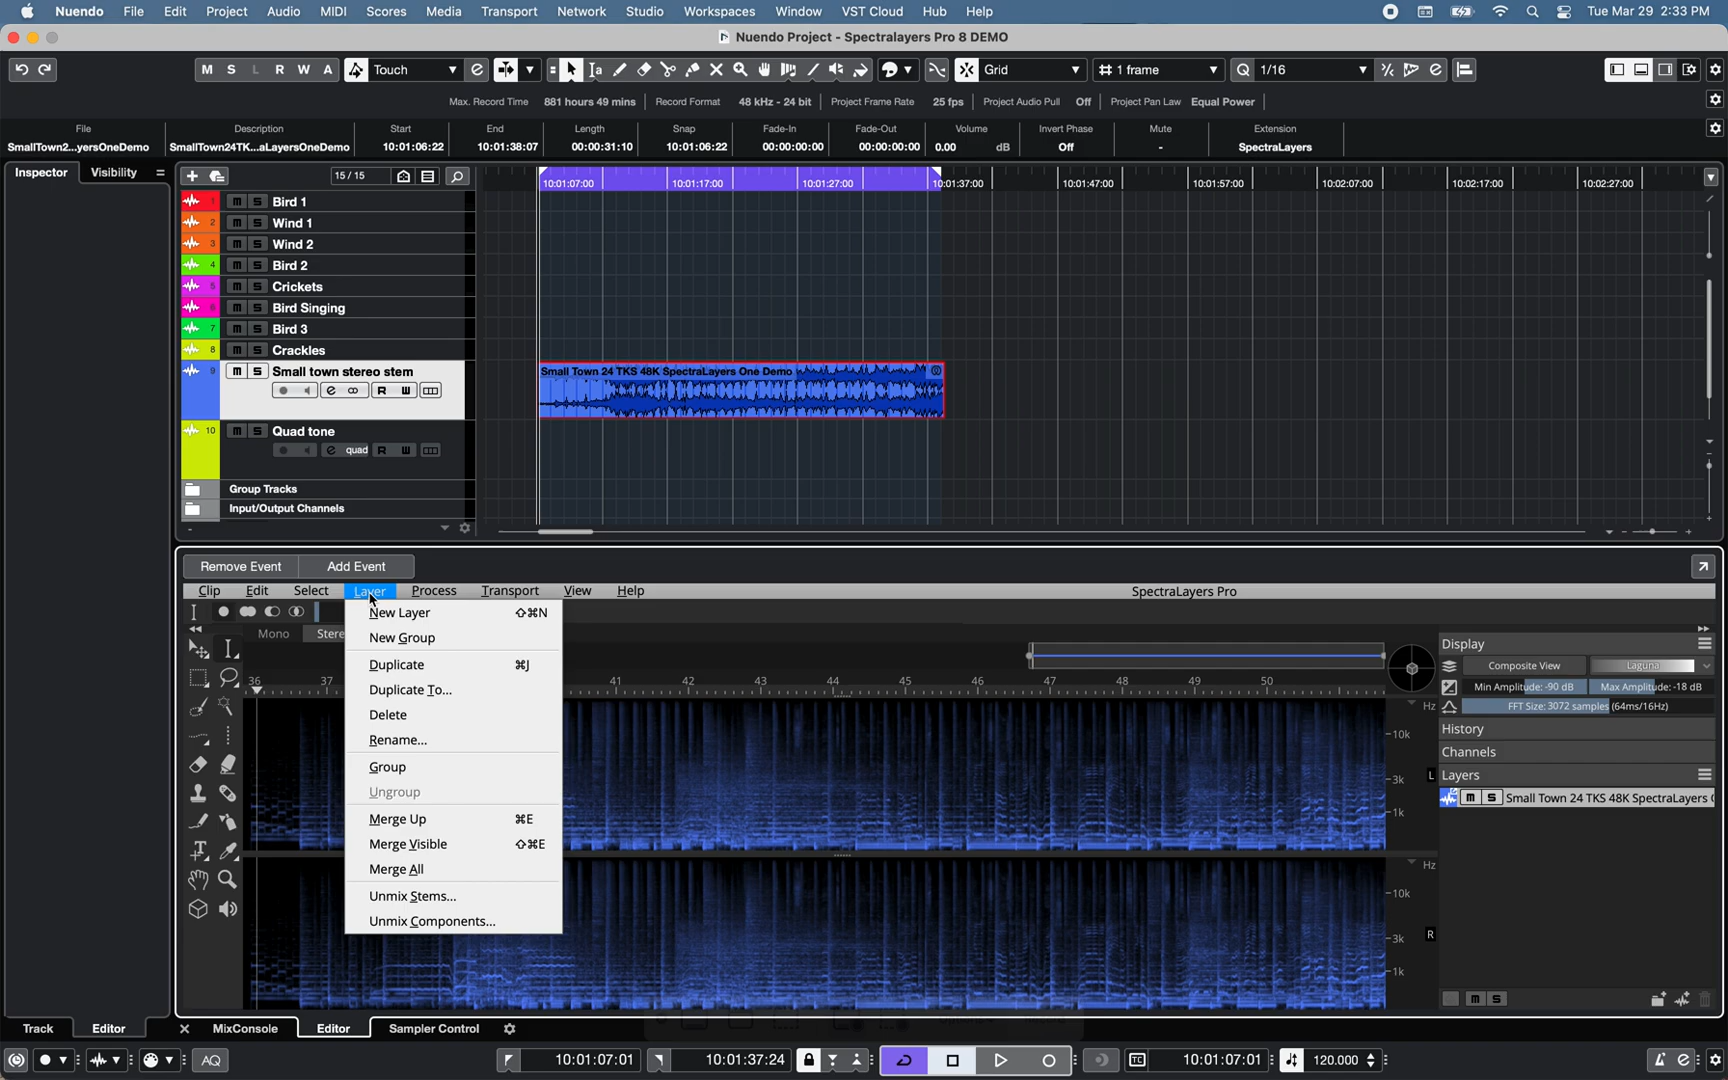 Nuendo File Edit Project Audio MIDI Scores Media Transport Network Studio Workspaces Window VST Cloud Hub Help Tue Mar 29 2:33 PM
Nuendo Project - Spectralayers Pro 8 DEMO
M S L R W A Touch Grid 1 frame Q 1/16
Max. Record Time 881 hours 49 mins Record Format 48 kHz - 24 bit Project Frame Rate 25 fps Project Audio Pull Off Project Pan Law Equal Power
File Description Start End Length Snap Fade-In Fade-Out Volume Invert Phase Mute Extension
SmallTown2...yersOneDemo SmallTown24TK...aLayersOneDemo 10:01:06:22 10:01:38:07 00:00:31:10 10:01:06:22 00:00:00:00 00:00:00:00 0.00 dB Off - SpectraLayers
Inspector Visibility 15 / 15
10:01:07:00 10:01:17:00 10:01:27:00 10:01:37:00 10:01:47:00 10:01:57:00 10:02:07:00 10:02:17:00 10:02:27:00
1 m S Bird 1
2 m S Wind 1
3 m S Wind 2
4 m S Bird 2
5 m S Crickets
6 m S Bird Singing
7 m S Bird 3
8 m S Crackles
9 m S Small town stereo stem
e R W
Small Town 24 TKS 48K SpectraLayers One Demo
10 m S Quad tone
e quad R W
Group Tracks
Input/Output Channels
Remove Event Add Event
Clip Edit Select Layer Process Transport View Help SpectraLayers Pro
Mono Stere
New Layer ⇧⌘N
New Group
Duplicate ⌘J
Duplicate To...
Delete
Rename...
Group
Ungroup
Merge Up ⌘E
Merge Visible ⇧⌘E
Merge All
Unmix Stems...
Unmix Components...
36 37 41 42 43 44 45 46 47 48 49 50
Hz
-10k
-3k L
-1k
Hz
-10k
-3k R
-1k
Display
Composite View Laguna
Min Amplitude: -90 dB Max Amplitude: -18 dB
FFT Size: 3072 samples (64ms/16Hz)
History
Channels
Layers
m S Small Town 24 TKS 48K SpectraLayers
m S
Track Editor MixConsole Editor Sampler Control
AQ 10:01:07:01 10:01:37:24 TC 10:01:07:01 120.000